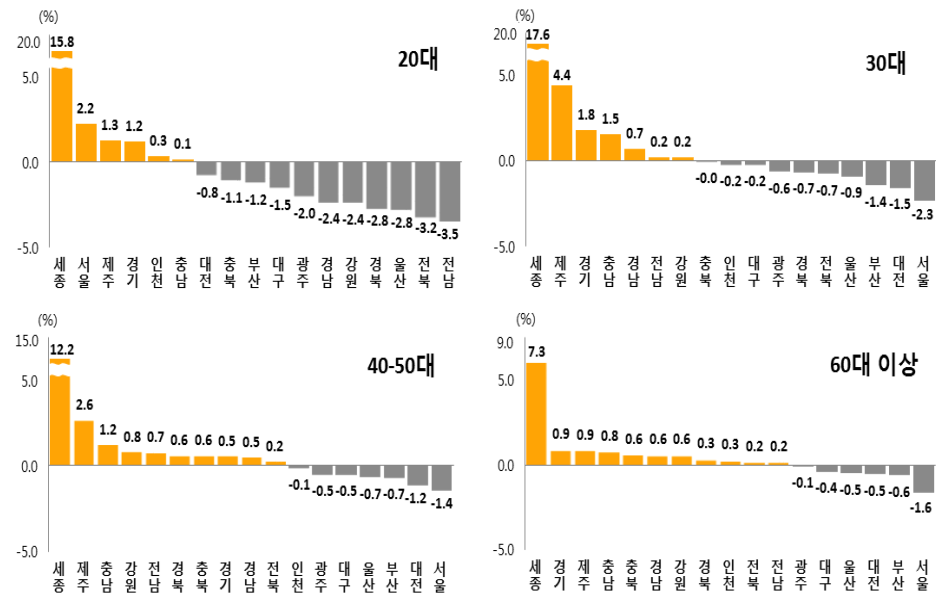 (%)
20대
20.0
5.0
0.0
-5.0
15.8
2.2
1.3
1.2
0.3
0.1
-0.8
-1.1
-1.2
-1.5
-2.0
-2.4
-2.4
-2.8
-2.8
-3.2
-3.5
세종
서울
제주
경기
인천
충남
대전
충북
부산
대구
광주
경남
강원
경북
울산
전북
전남
(%)
30대
20.0
5.0
0.0
-5.0
17.6
4.4
1.8
1.5
0.7
0.2
0.2
-0.0
-0.2
-0.2
-0.6
-0.7
-0.7
-0.9
-1.4
-1.5
-2.3
세종
제주
경기
충남
경남
전남
강원
충북
인천
대구
광주
경북
전북
울산
부산
대전
서울
(%)
40-50대
15.0
5.0
0.0
-5.0
12.2
2.6
1.2
0.8
0.7
0.6
0.6
0.5
0.5
0.2
-0.1
-0.5
-0.5
-0.7
-0.7
-1.2
-1.4
세종
제주
충남
강원
전남
경북
충북
경기
경남
전북
인천
광주
대구
울산
부산
대전
서울
(%)
60대 이상
9.0
5.0
0.0
-5.0
7.3
0.9
0.9
0.8
0.6
0.6
0.6
0.3
0.3
0.2
0.2
-0.1
-0.4
-0.5
-0.5
-0.6
-1.6
세종
경기
제주
충남
충북
경남
강원
경북
인천
전북
전남
광주
대구
울산
대전
부산
서울